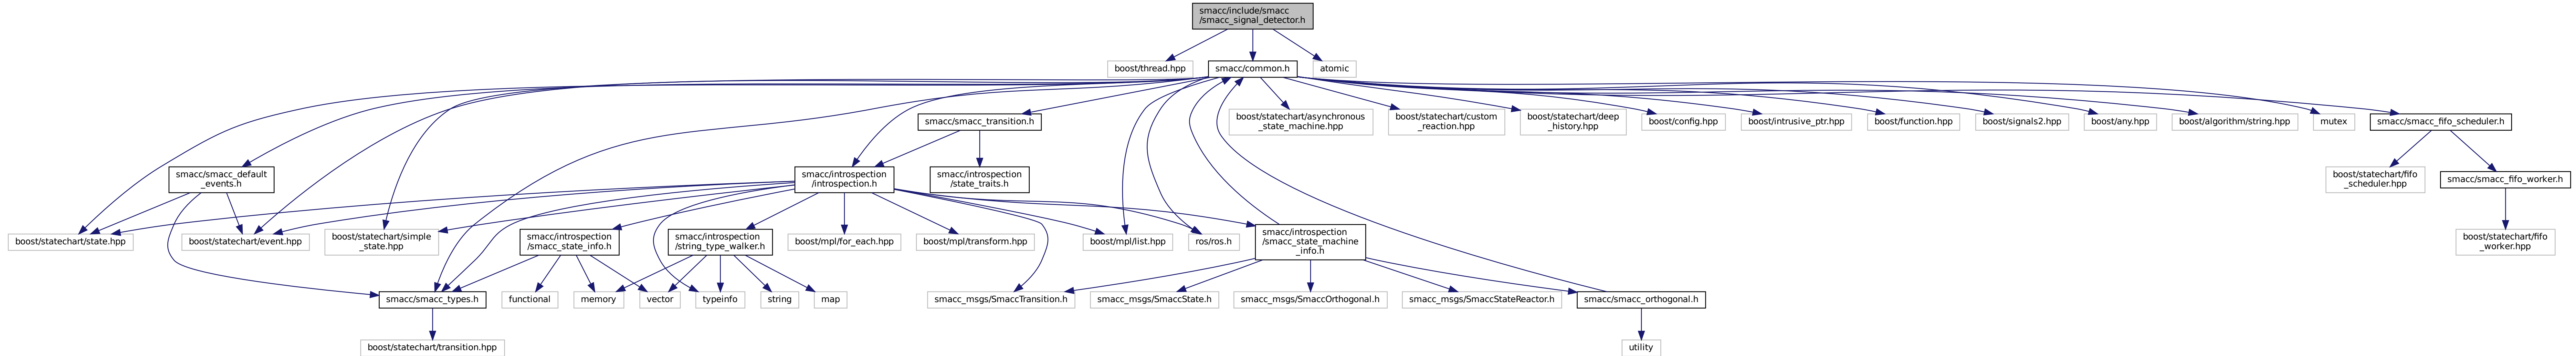 smacc/include/smacc
/smacc_signal_detector.h
boost/thread.hpp
smacc/common.h
atomic
smacc/smacc_transition.h
boost/statechart/asynchronous
_state_machine.hpp
boost/statechart/custom
_reaction.hpp
boost/statechart/deep
_history.hpp
boost/config.hpp
boost/intrusive_ptr.hpp
boost/function.hpp
boost/signals2.hpp
boost/any.hpp
boost/algorithm/string.hpp
mutex
smacc/smacc_fifo_scheduler.h
smacc/smacc_default
_events.h
smacc/introspection
/introspection.h
smacc/introspection
/state_traits.h
boost/statechart/fifo
_scheduler.hpp
smacc/smacc_fifo_worker.h
boost/statechart/state.hpp
boost/statechart/event.hpp
boost/statechart/simple
_state.hpp
smacc/introspection
/smacc_state_info.h
smacc/introspection
/string_type_walker.h
boost/mpl/for_each.hpp
boost/mpl/transform.hpp
boost/mpl/list.hpp
ros/ros.h
smacc/introspection
/smacc_state_machine
_info.h
boost/statechart/fifo
_worker.hpp
smacc/smacc_types.h
functional
memory
vector
typeinfo
string
map
smacc_msgs/SmaccTransition.h
smacc_msgs/SmaccState.h
smacc_msgs/SmaccOrthogonal.h
smacc_msgs/SmaccStateReactor.h
smacc/smacc_orthogonal.h
boost/statechart/transition.hpp
utility